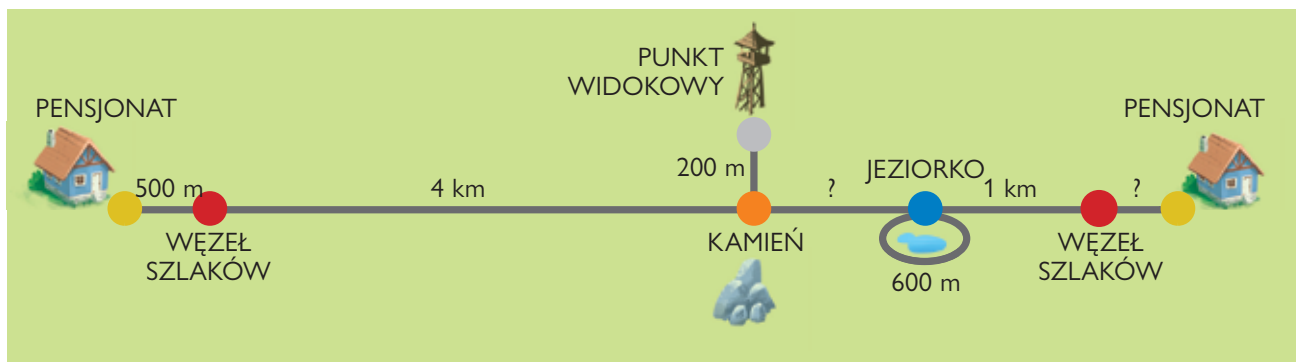 PUNKT
WIDOKOWY
PENSJONAT
PENSJONAT
500 m
4 km
200 m
?
JEZIORKO
1 km
?
WĘZEŁ
SZLAKÓW
KAMIEŃ
600 m
WĘZEŁ
SZLAKÓW